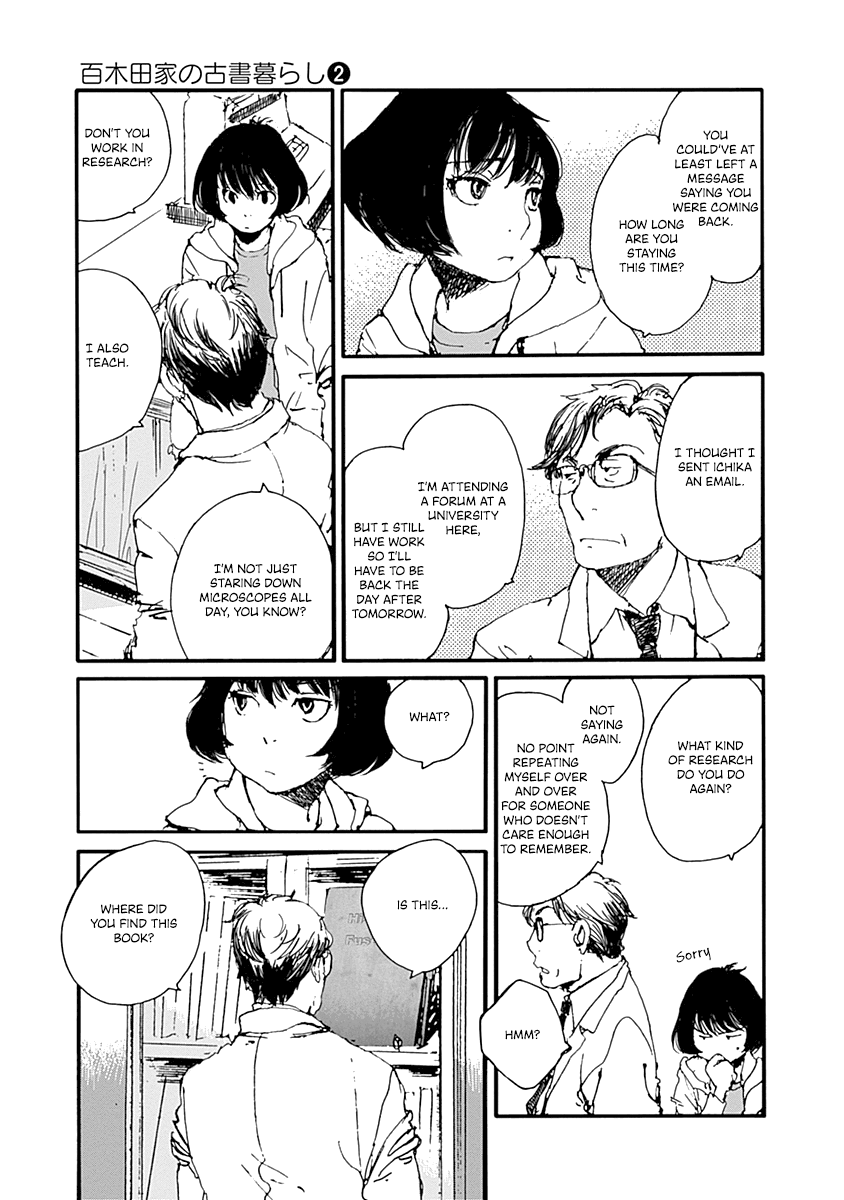 百木田家の古書暮らし❷
YOU
COULD'VE AT
LEAST LEFT A
MESSAGE
SAYING YOU
WERE COMING
BACK.
HOW LONG
ARE YOU
STAYING
THIS TIME?
I THOUGHT I
SENT ICHIKA
AN EMAIL.
I'M ATTENDING
A FORUM AT A
UNIVERSITY
HERE,
BUT I STILL
HAVE WORK
SO I'LL
HAVE TO BE
BACK THE
DAY AFTER
TOMORROW.
DON'T YOU
WORK IN
RESEARCH?
I ALSO
TEACH.
I'M NOT JUST
STARING DOWN
MICROSCOPES ALL
DAY, YOU KNOW?
WHAT KIND
OF RESEARCH
DO YOU DO
AGAIN?
NOT
SAYING
AGAIN.
NO POINT
REPEATING
MYSELF OVER
AND OVER
FOR SOMEONE
WHO DOESN'T
CARE ENOUGH
TO REMEMBER.
Sorry
HMM?
WHAT?
IS THIS...
WHERE DID
YOU FIND THIS
BOOK?